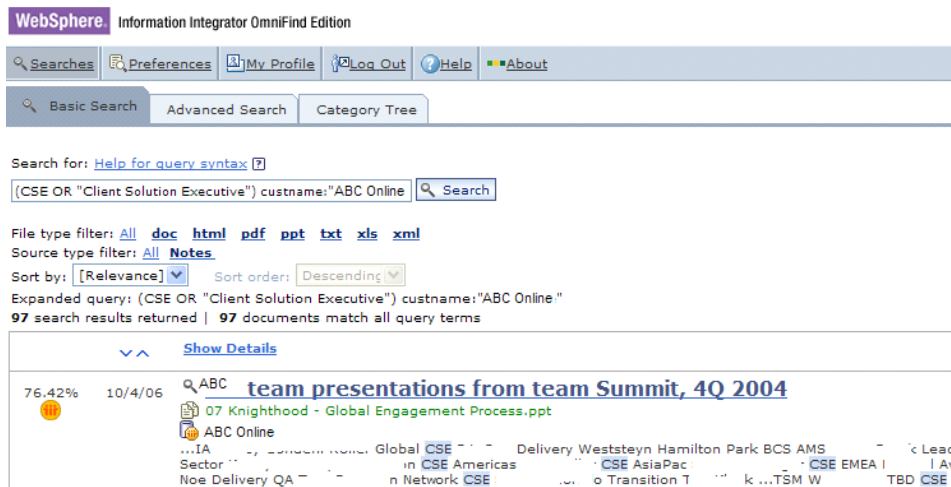 WebSphere. Information Integrator OmniFind Edition
Searches Preferences My Profile Log Out Help About
Basic Search Advanced Search Category Tree
Search for: Help for query syntax ?
(CSE OR "Client Solution Executive") custname:"ABC Online Search
File type filter: All doc html pdf ppt txt xls xml
Source type filter: All Notes
Sort by: [Relevance] Sort order: Descending
Expanded query: (CSE OR "Client Solution Executive") custname:"ABC Online "
97 search results returned | 97 documents match all query terms
Show Details
76.42% 10/4/06 ABC team presentations from team Summit, 4Q 2004
07 Knighthood - Global Engagement Process.ppt
ABC Online
...IA Global CSE Delivery Weststeyn Hamilton Park BCS AMS Lead
Sector CSE Americas CSE AsiaPac CSE EMEA
Noe Delivery QA Network CSE Transition ...TSM W TBD CSE